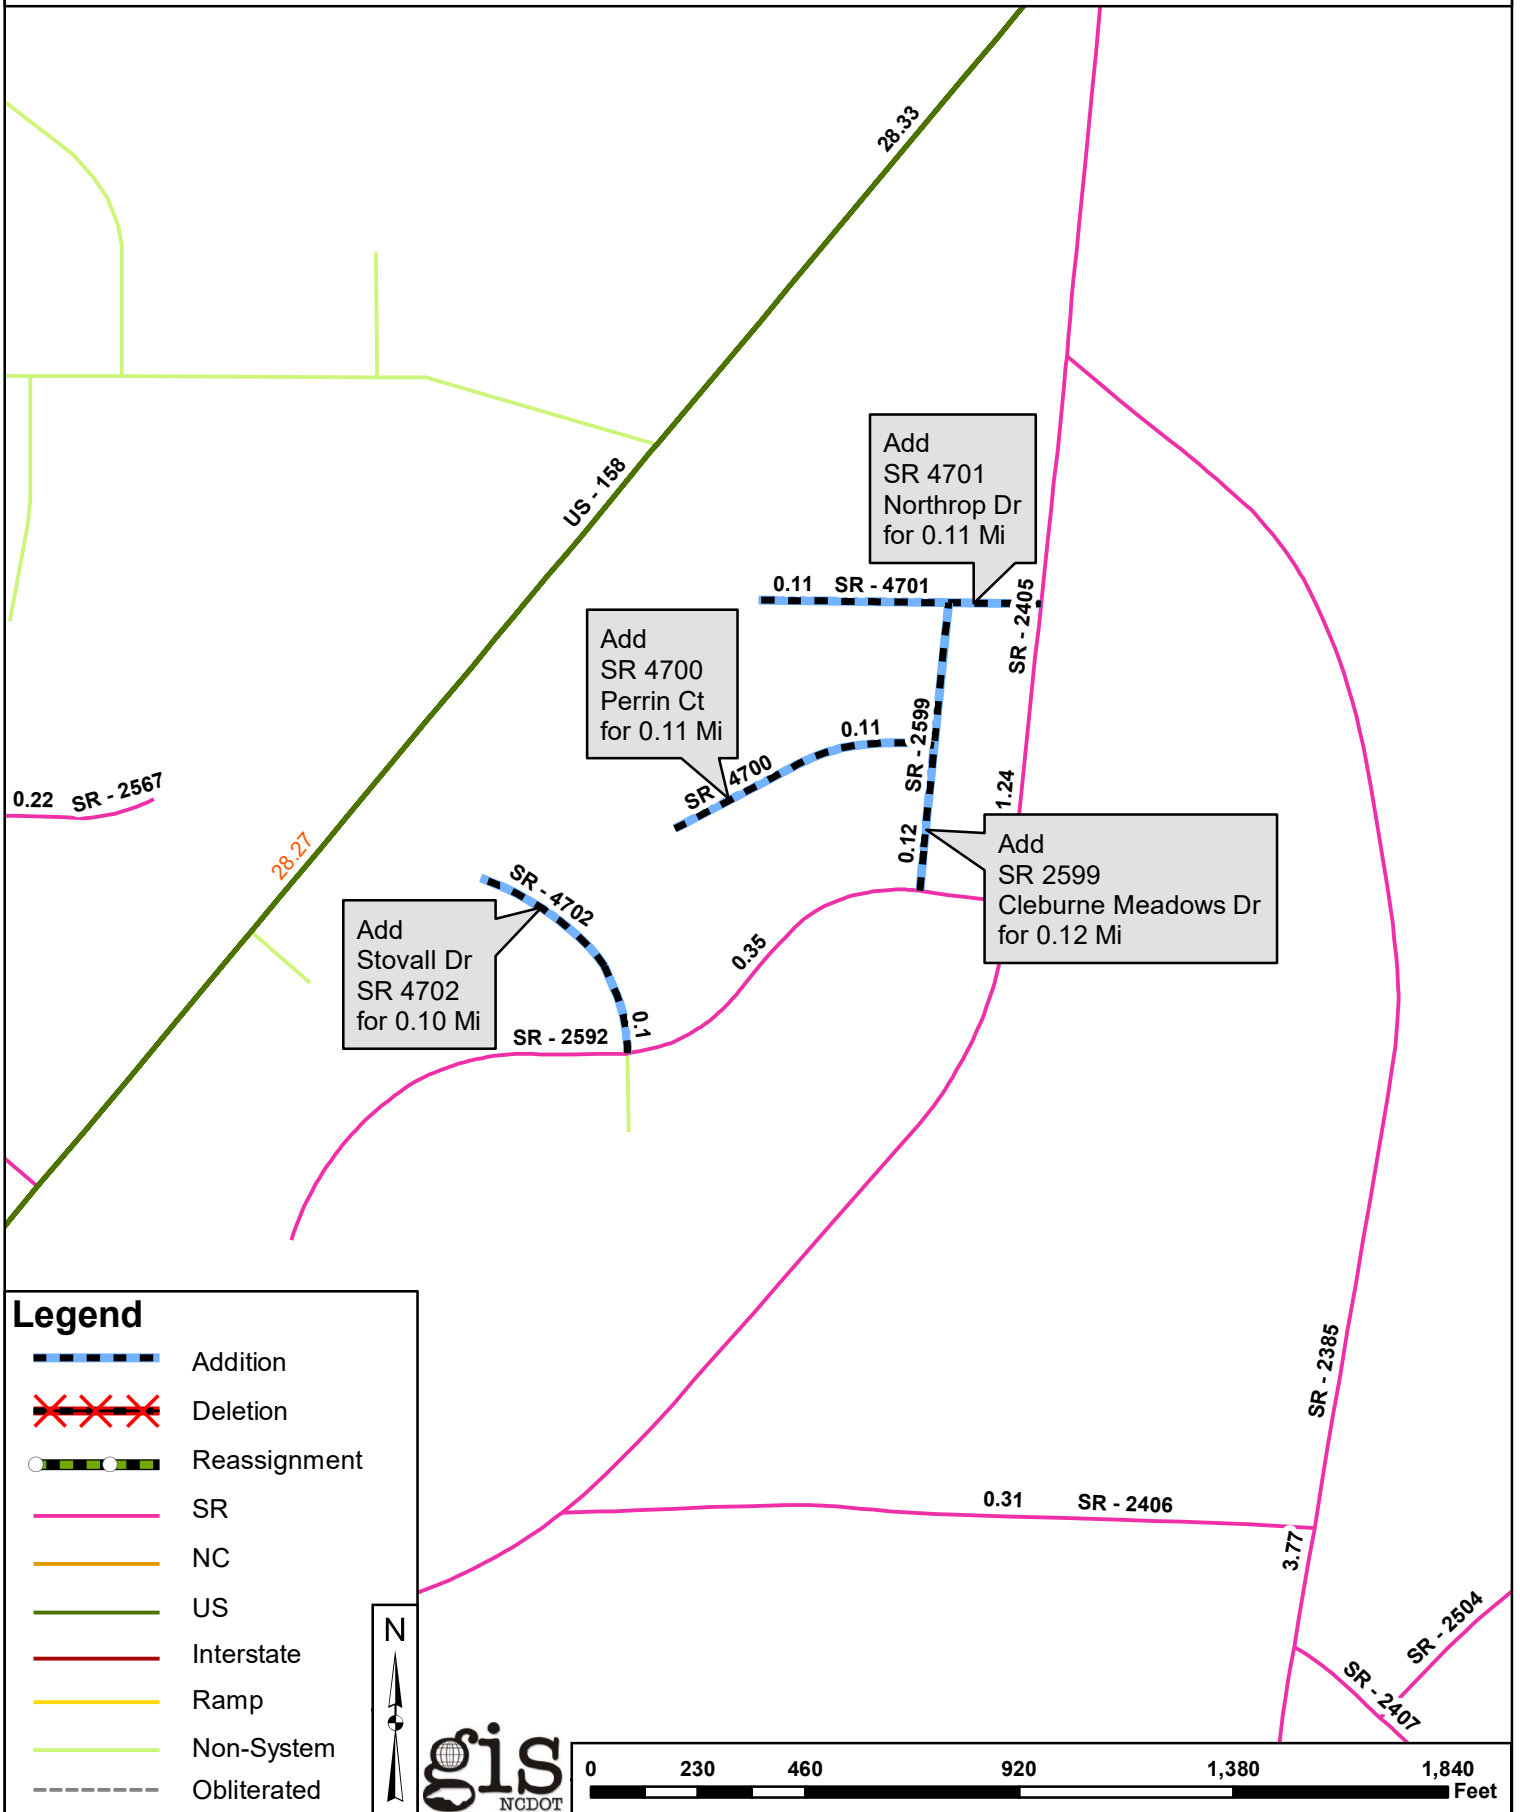 28.33
US - 158
Add
SR 4701
Northrop Dr
for 0.11 Mi
0.11 SR - 4701
SR - 2405
Add
SR 4700
Perrin Ct
for 0.11 Mi
0.11
SR - 4700
SR - 2599
0.12
1.24
0.22 SR - 2567
28.27
Add
SR 2599
Cleburne Meadows Dr
for 0.12 Mi
SR - 4702
Add
Stovall Dr
SR 4702
for 0.10 Mi
0.1
0.35
SR - 2592
SR - 2385
0.31 SR - 2406
3.77
SR - 2504
SR - 2407
Legend
Addition
Deletion
Reassignment
SR
NC
US
Interstate
Ramp
Non-System
Obliterated
N
gis
NCDOT
0 230 460 920 1,380 1,840
Feet